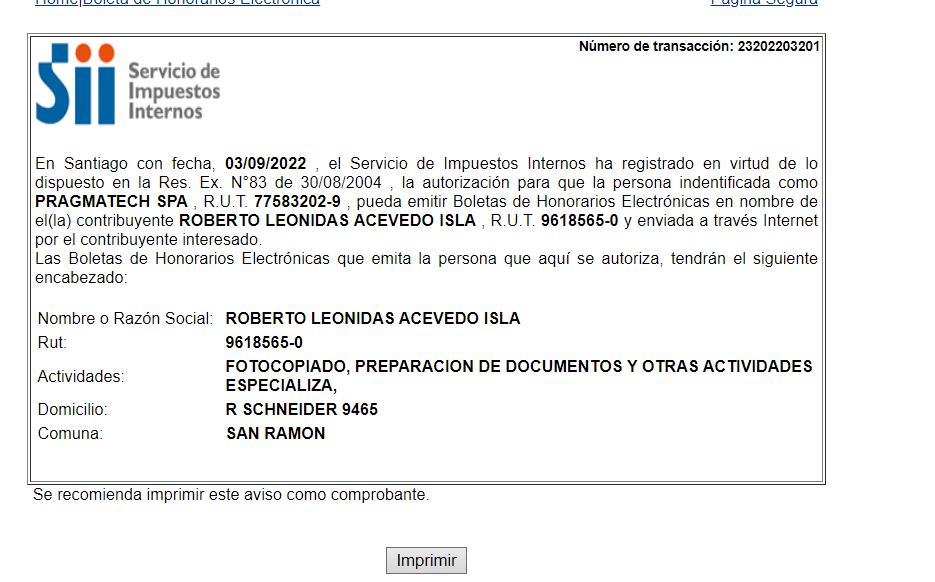 Home|Boleta de Honorarios Electrónica
Página Segura
Número de transacción: 23202203201
Sii Servicio de
Impuestos
Internos
En Santiago con fecha, 03/09/2022 , el Servicio de Impuestos Internos ha registrado en virtud de lo
dispuesto en la Res. Ex. N°83 de 30/08/2004 , la autorización para que la persona indentificada como
PRAGMATECH SPA , R.U.T. 77583202-9 , pueda emitir Boletas de Honorarios Electrónicas en nombre de
el(la) contribuyente ROBERTO LEONIDAS ACEVEDO ISLA , R.U.T. 9618565-0 y enviada a través Internet
por el contribuyente interesado.
Las Boletas de Honorarios Electrónicas que emita la persona que aquí se autoriza, tendrán el siguiente
encabezado:
Nombre o Razón Social: ROBERTO LEONIDAS ACEVEDO ISLA
Rut: 9618565-0
Actividades: FOTOCOPIADO, PREPARACION DE DOCUMENTOS Y OTRAS ACTIVIDADES
ESPECIALIZA,
Domicilio: R SCHNEIDER 9465
Comuna: SAN RAMON
Se recomienda imprimir este aviso como comprobante.
Imprimir